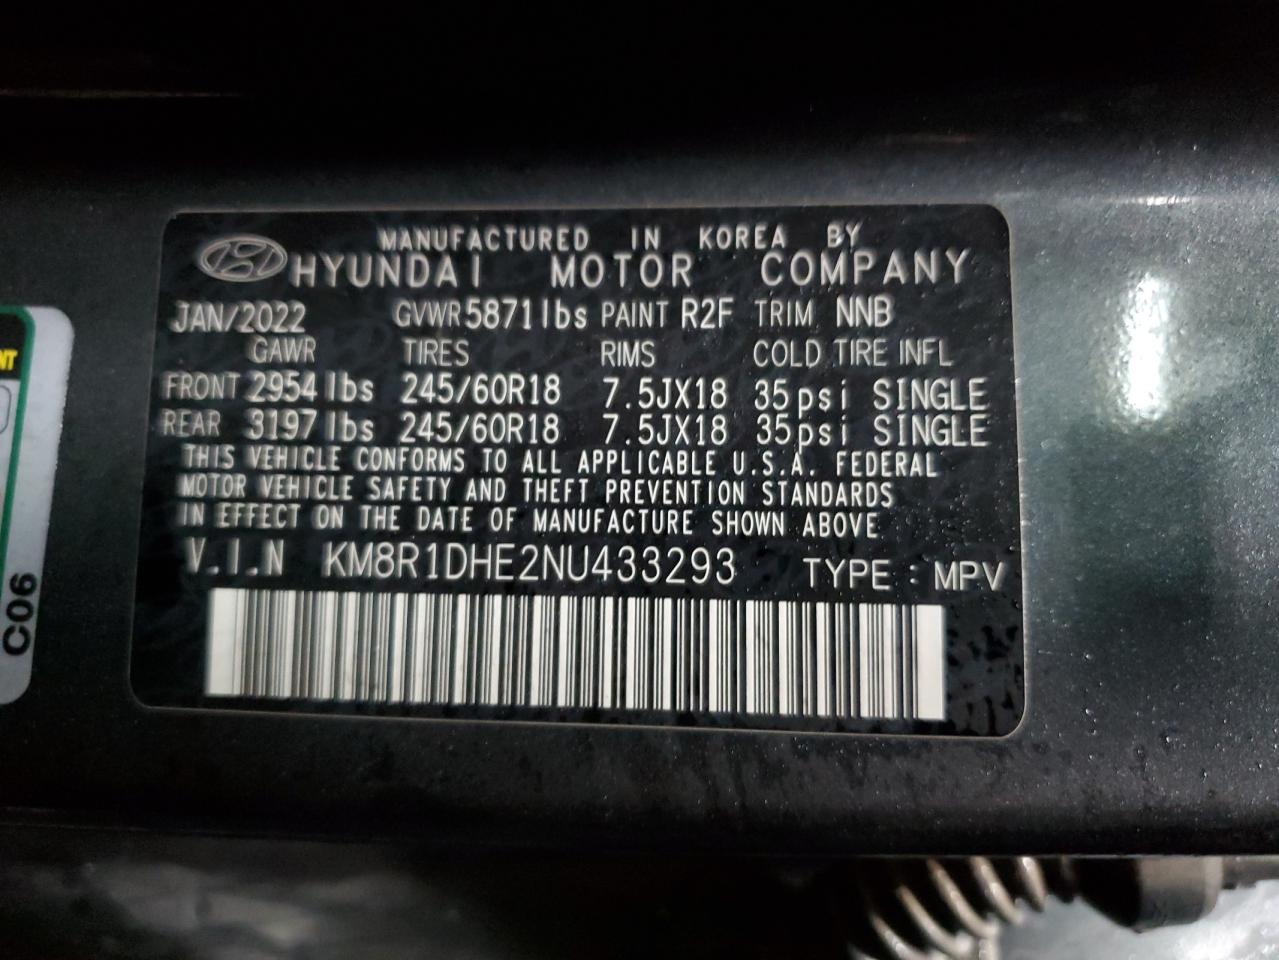 MANUFACTURED IN KOREA BY
HYUNDAI MOTOR COMPANY
JAN/2022 GVWR 5871 lbs PAINT R2F TRIM NNB
GAWR TIRES RIMS COLD TIRE INFL
FRONT 2954 lbs 245/60R18 7.5JX18 35psi SINGLE
REAR 3197 lbs 245/60R18 7.5JX18 35psi SINGLE
THIS VEHICLE CONFORMS TO ALL APPLICABLE U.S.A. FEDERAL
MOTOR VEHICLE SAFETY AND THEFT PREVENTION STANDARDS
IN EFFECT ON THE DATE OF MANUFACTURE SHOWN ABOVE
V.I.N KM8R1DHE2NU433293 TYPE : MPV
C06